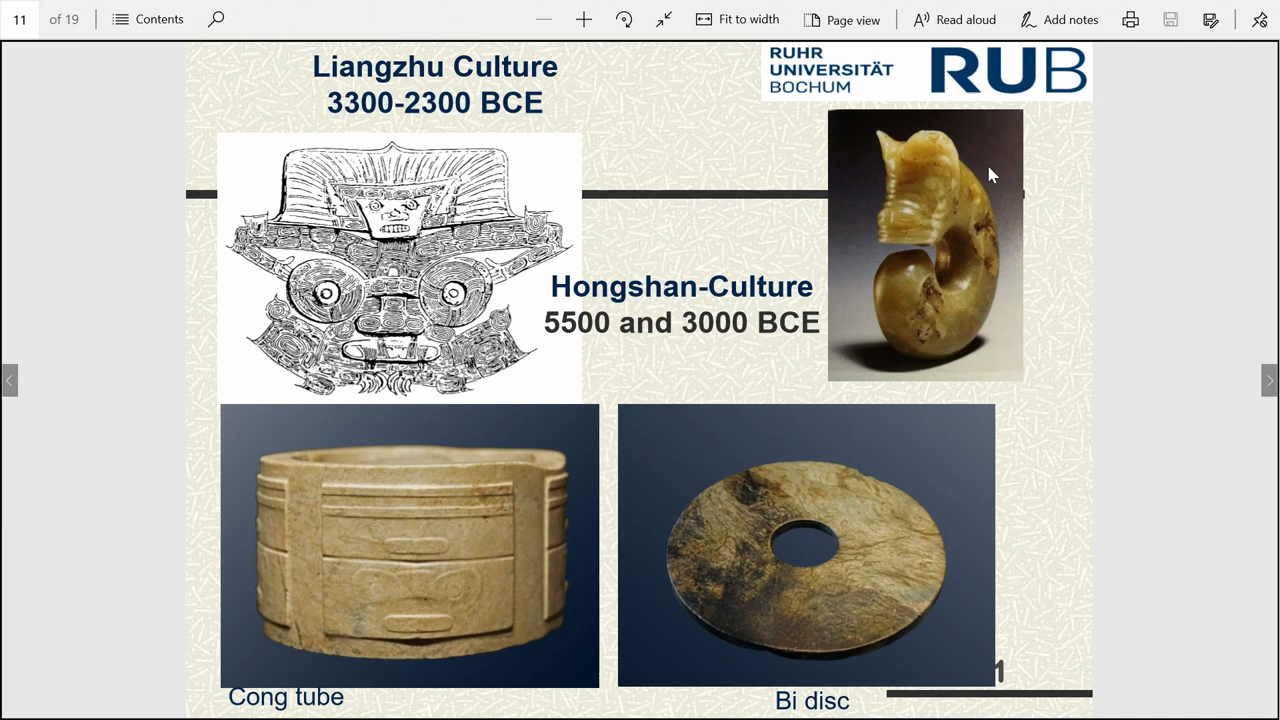 11 of 19 Contents Fit to width Page view Read aloud Add notes
Liangzhu Culture
3300-2300 BCE
RUHR
UNIVERSITÄT
BOCHUM
RUB
Hongshan-Culture
5500 and 3000 BCE
Cong tube
Bi disc